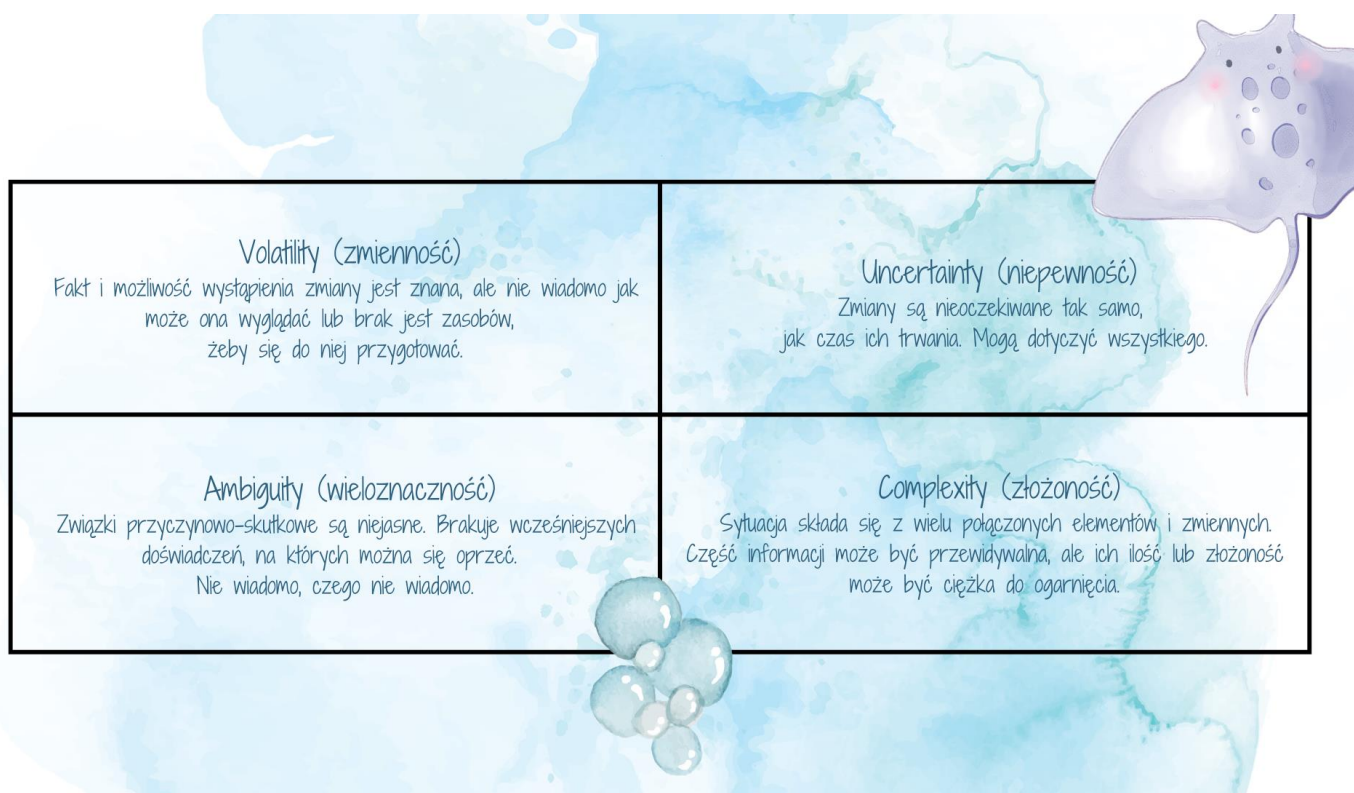 Volatility (zmienność)
Fakt i możliwość wystąpienia zmiany jest znana, ale nie wiadomo jak
może ona wyglądać lub brak jest zasobów,
żeby się do niej przygotować.
Uncertainty (niepewność)
Zmiany są nieoczekiwane tak samo,
jak czas ich trwania. Mogą dotyczyć wszystkiego.
Ambiguity (wieloznaczność)
Związki przyczynowo-skutkowe są niejasne. Brakuje wcześniejszych
doświadczeń, na których można się oprzeć.
Nie wiadomo, czego nie wiadomo.
Complexity (złożoność)
Sytuacja składa się z wielu połączonych elementów i zmiennych.
Część informacji może być przewidywalna, ale ich ilość lub złożoność
może być ciężka do ogarnięcia.